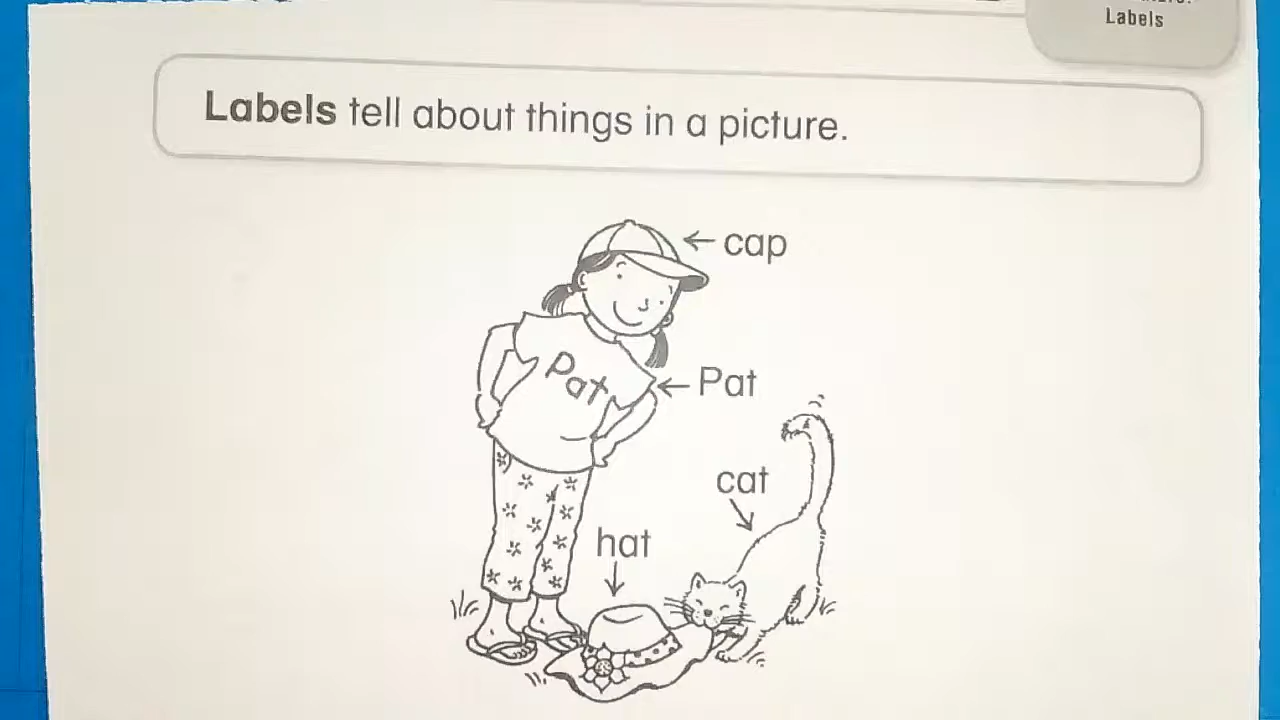 Labels
Labels tell about things in a picture.
cap
Pat
Pat
cat
hat